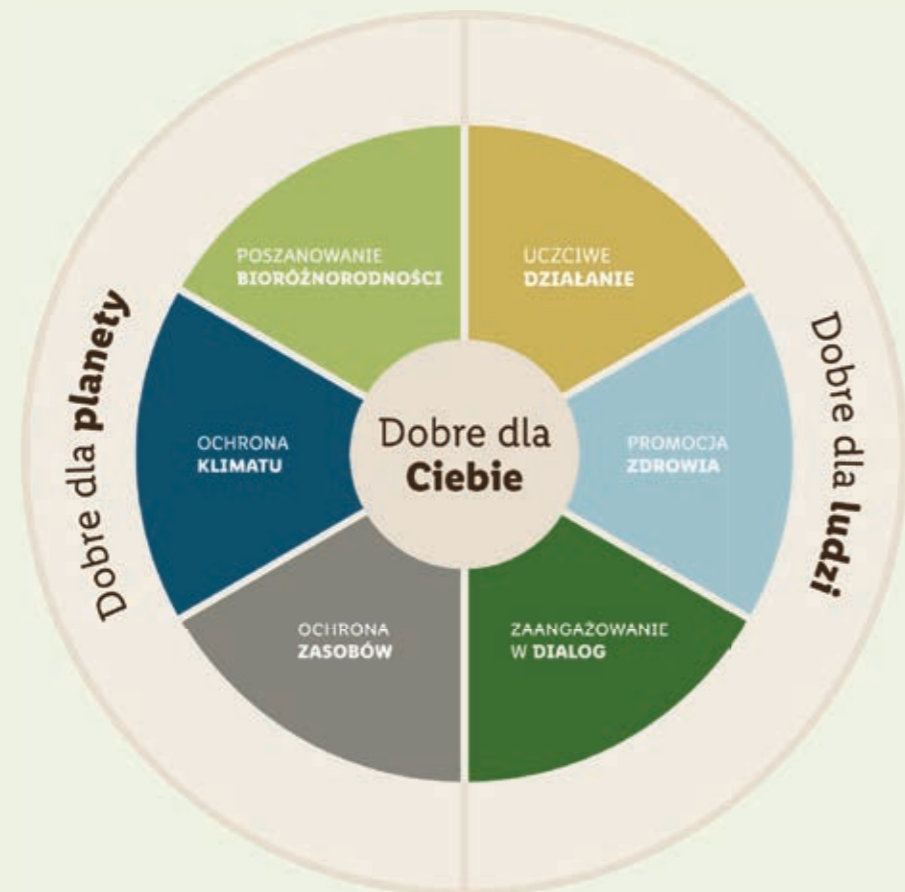 POSZANOWANIE
BIORÓŻNORODNOŚCI
UCZCIWE
DZIAŁANIE
Dobre dla planety
OCHRONA
KLIMATU
Dobre dla
Ciebie
PROMOCJA
ZDROWIA
Dobre dla ludzi
OCHRONA
ZASOBÓW
ZAANGAŻOWANIE
W DIALOG